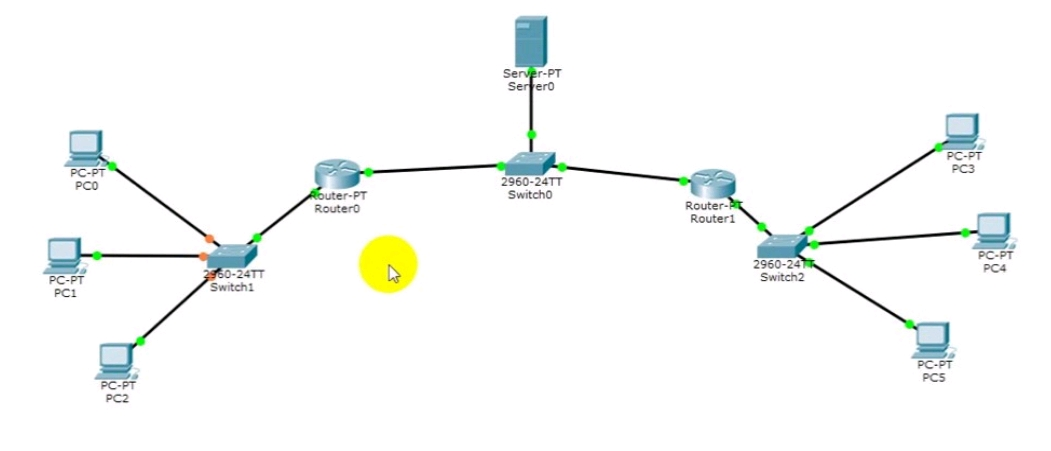 Server-PT
Server0
PC-PT
PC0
Router-PT
Router0
2960-24TT
Switch0
Router-PT
Router1
PC-PT
PC3
PC-PT
PC1
2960-24TT
Switch1
2960-24TT
Switch2
PC-PT
PC4
PC-PT
PC2
PC-PT
PC5